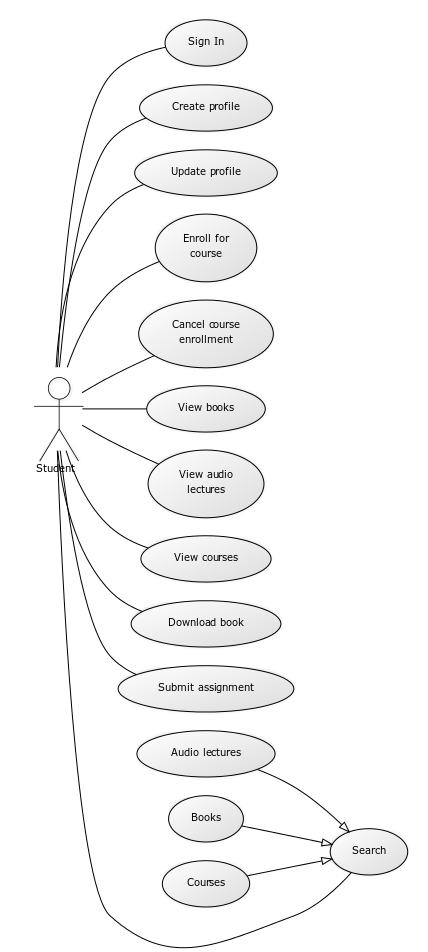 Sign In
Create profile
Update profile
Enroll for
course
Cancel course
enrollment
View books
View audio
lectures
Student
View courses
Download book
Submit assignment
Audio lectures
Books
Search
Courses